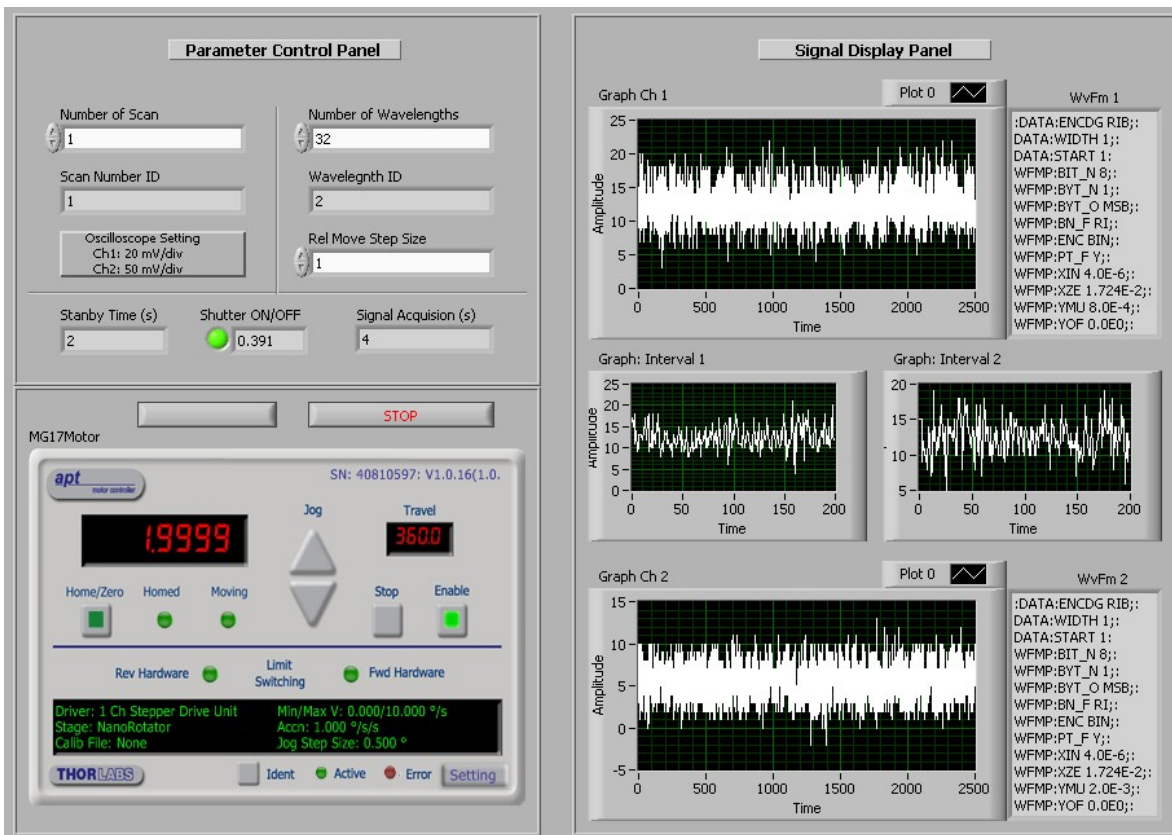 Parameter Control Panel
Number of Scan
1
Number of Wavelengths
32
Scan Number ID
1
Wavelegnth ID
2
Oscilloscope Setting
Ch1: 20 mV/div
Ch2: 50 mV/div
Rel Move Step Size
1
Stanby Time (s)
2
Shutter ON/OFF
0.391
Signal Acquision (s)
4
STOP
MG17Motor
apt
motor controller
SN: 40810597: V1.0.16(1.0.
1.9999
Jog
Travel
360.0
Home/Zero Homed Moving
Stop Enable
Rev Hardware
Limit
Switching
Fwd Hardware
Driver: 1 Ch Stepper Drive Unit
Stage: NanoRotator
Calib File: None
Min/Max V: 0.000/10.000 °/s
Accn: 1.000 °/s/s
Jog Step Size: 0.500 °
THORLABS
Ident Active Error Setting
Signal Display Panel
Graph Ch 1
Plot 0
25
20
15
10
5
0
Amplitude
0 500 1000 1500 2000 2500
Time
WvFm 1
:DATA:ENCDG RIB;:
DATA:WIDTH 1;:
DATA:START 1:
WFMP:BIT_N 8;:
WFMP:BYT_N 1;:
WFMP:BYT_O MSB;:
WFMP:BN_F RI;:
WFMP:ENC BIN;:
WFMP:PT_F Y;:
WFMP:XIN 4.0E-6;:
WFMP:XZE 1.724E-2;:
WFMP:YMU 8.0E-4;:
WFMP:YOF 0.0E0;:
Graph: Interval 1
25
20
15
10
5
0
Amplitude
0 50 100 150 200
Time
Graph: Interval 2
20
15
10
5
0 50 100 150 200
Time
Graph Ch 2
Plot 0
15
10
5
0
-5
Amplitude
0 500 1000 1500 2000 2500
Time
WvFm 2
:DATA:ENCDG RIB;:
DATA:WIDTH 1;:
DATA:START 1:
WFMP:BIT_N 8;:
WFMP:BYT_N 1;:
WFMP:BYT_O MSB;:
WFMP:BN_F RI;:
WFMP:ENC BIN;:
WFMP:PT_F Y;:
WFMP:XIN 4.0E-6;:
WFMP:XZE 1.724E-2;:
WFMP:YMU 2.0E-3;:
WFMP:YOF 0.0E0;: